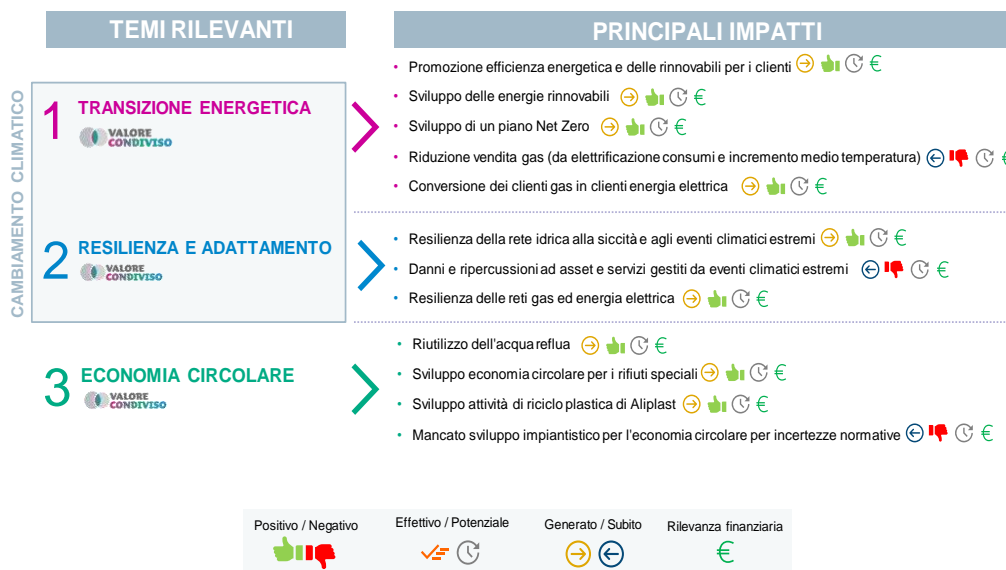 TEMI RILEVANTI
PRINCIPALI IMPATTI
CAMBIAMENTO CLIMATICO
1 TRANSIZIONE ENERGETICA
VALORE
CONDIVISO
• Promozione efficienza energetica e delle rinnovabili per i clienti €
• Sviluppo delle energie rinnovabili €
• Sviluppo di un piano Net Zero €
• Riduzione vendita gas (da elettrificazione consumi e incremento medio temperatura) €
• Conversione dei clienti gas in clienti energia elettrica €
2 RESILIENZA E ADATTAMENTO
VALORE
CONDIVISO
• Resilienza della rete idrica alla siccità e agli eventi climatici estremi €
• Danni e ripercussioni ad asset e servizi gestiti da eventi climatici estremi €
• Resilienza delle reti gas ed energia elettrica €
3 ECONOMIA CIRCOLARE
VALORE
CONDIVISO
• Riutilizzo dell'acqua reflua €
• Sviluppo economia circolare per i rifiuti speciali €
• Sviluppo attività di riciclo plastica di Aliplast €
• Mancato sviluppo impiantistico per l'economia circolare per incertezze normative €
Positivo / Negativo
Effettivo / Potenziale
Generato / Subito
Rilevanza finanziaria
€